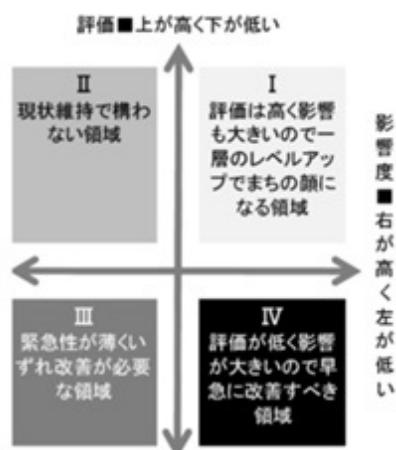 評価■上が高く下が低い
Ⅱ
現状維持で構わ
ない領域
Ⅰ
評価は高く影響
も大きいので一
層のレベルアッ
プでまちの顔に
なる領域
影響度■右が高く左が低い
Ⅲ
緊急性が薄くい
ずれ改善が必要
な領域
Ⅳ
評価が低く影響
が大きいので早
急に改善すべき
領域